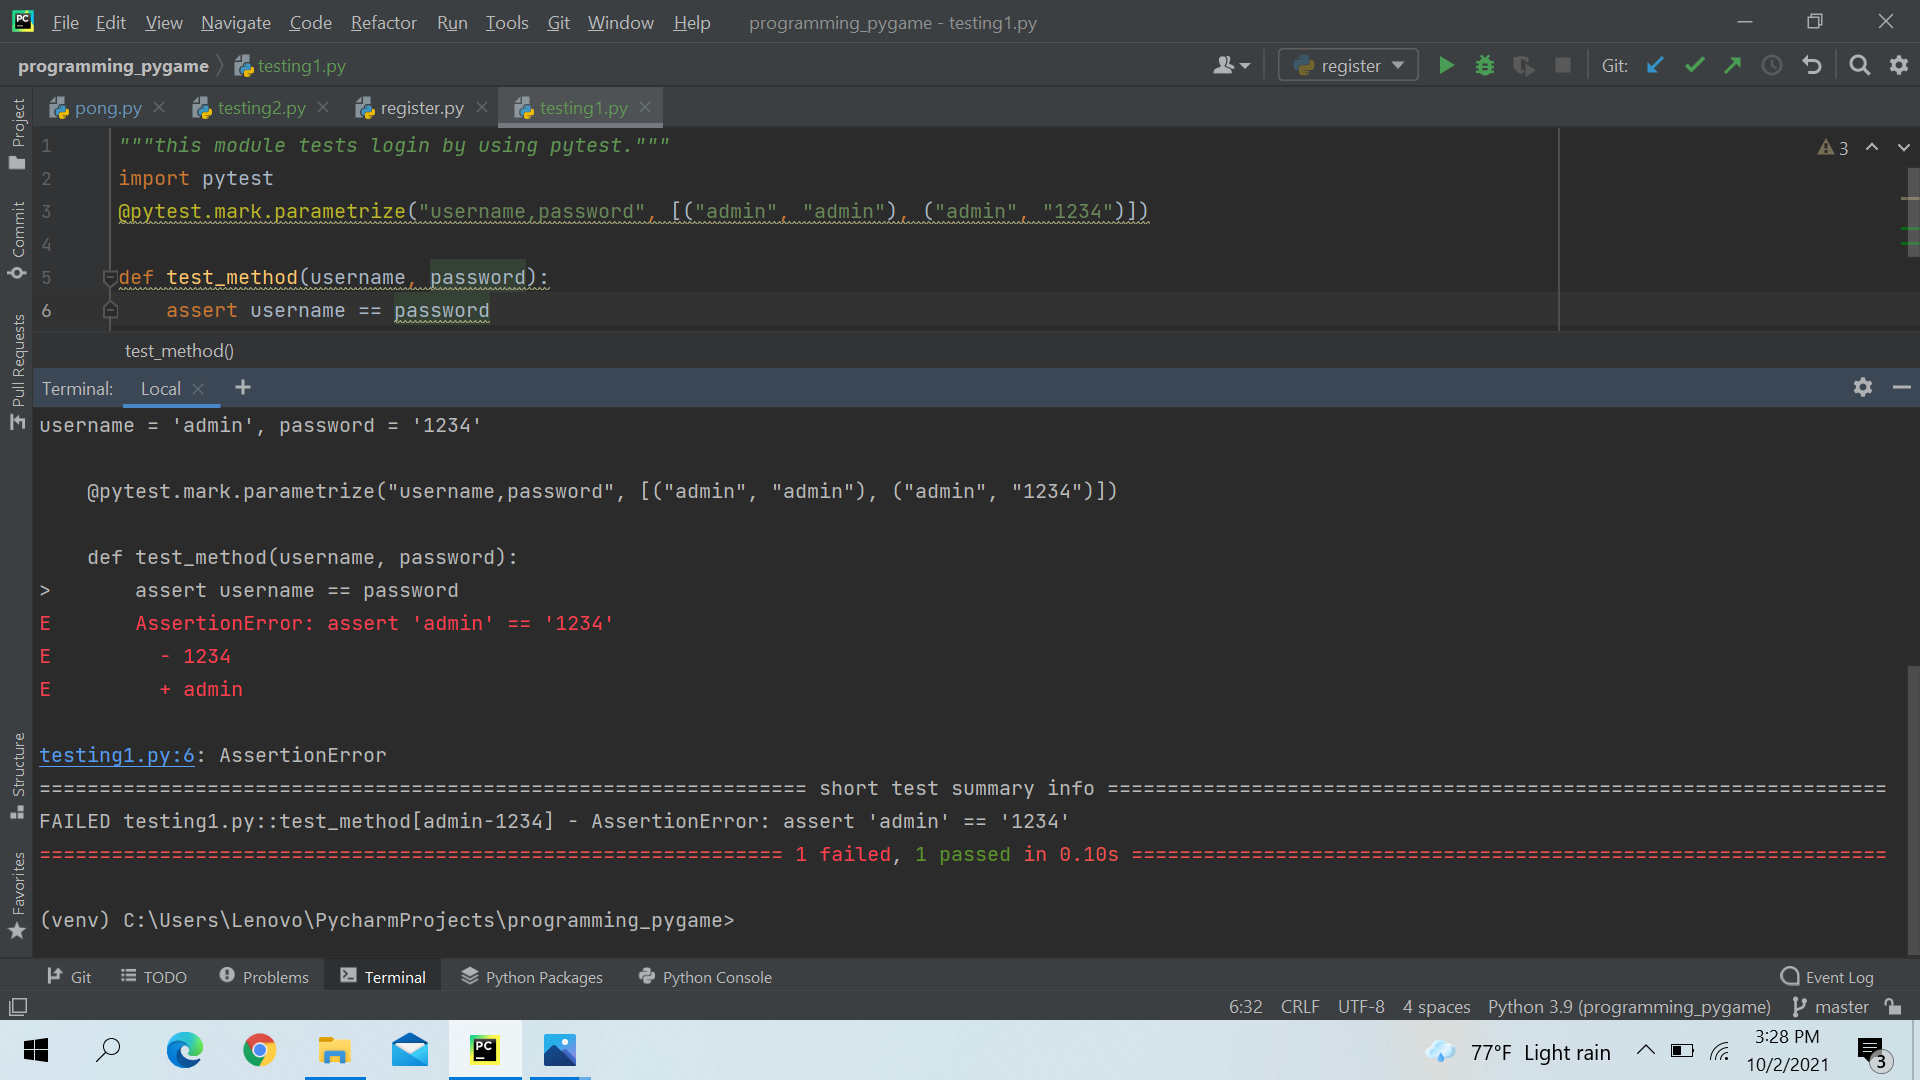 PC File Edit View Navigate Code Refactor Run Tools Git Window Help programming_pygame - testing1.py
programming_pygame testing1.py register Git:
pong.py testing2.py register.py testing1.py
Project
Commit
Pull Requests
Structure
Favorites
1 """this module tests login by using pytest."""
2 import pytest
3 @pytest.mark.parametrize("username,password", [("admin", "admin"), ("admin", "1234")])
4
5 def test_method(username, password):
6 assert username == password
3
test_method()
Terminal: Local +
username = 'admin', password = '1234'
@pytest.mark.parametrize("username,password", [("admin", "admin"), ("admin", "1234")])
def test_method(username, password):
> assert username == password
E AssertionError: assert 'admin' == '1234'
E - 1234
E + admin
testing1.py:6: AssertionError
================================================================ short test summary info =================================================================
FAILED testing1.py::test_method[admin-1234] - AssertionError: assert 'admin' == '1234'
============================================================== 1 failed, 1 passed in 0.10s ===============================================================
(venv) C:\Users\Lenovo\PycharmProjects\programming_pygame>
Git TODO Problems Terminal Python Packages Python Console Event Log
6:32 CRLF UTF-8 4 spaces Python 3.9 (programming_pygame) master
PC 77°F Light rain 3:28 PM
10/2/2021 3